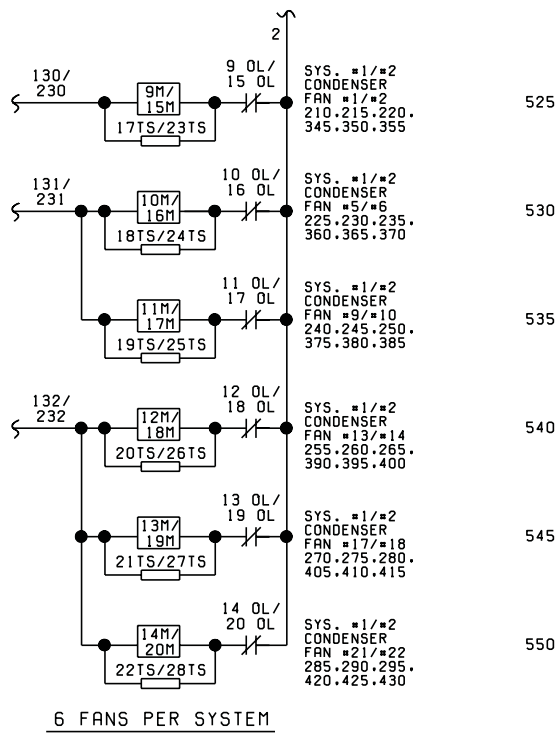 2
130/
230
9M/
15M
17TS/23TS
9 OL/
15 OL
SYS. #1/#2
CONDENSER
FAN #1/#2
210.215.220.
345.350.355
525
131/
231
10M/
16M
18TS/24TS
10 OL/
16 OL
SYS. #1/#2
CONDENSER
FAN #5/#6
225.230.235.
360.365.370
530
11M/
17M
19TS/25TS
11 OL/
17 OL
SYS. #1/#2
CONDENSER
FAN #9/#10
240.245.250.
375.380.385
535
132/
232
12M/
18M
20TS/26TS
12 OL/
18 OL
SYS. #1/#2
CONDENSER
FAN #13/#14
255.260.265.
390.395.400
540
13M/
19M
21TS/27TS
13 OL/
19 OL
SYS. #1/#2
CONDENSER
FAN #17/#18
270.275.280.
405.410.415
545
14M/
20M
22TS/28TS
14 OL/
20 OL
SYS. #1/#2
CONDENSER
FAN #21/#22
285.290.295.
420.425.430
550
6 FANS PER SYSTEM